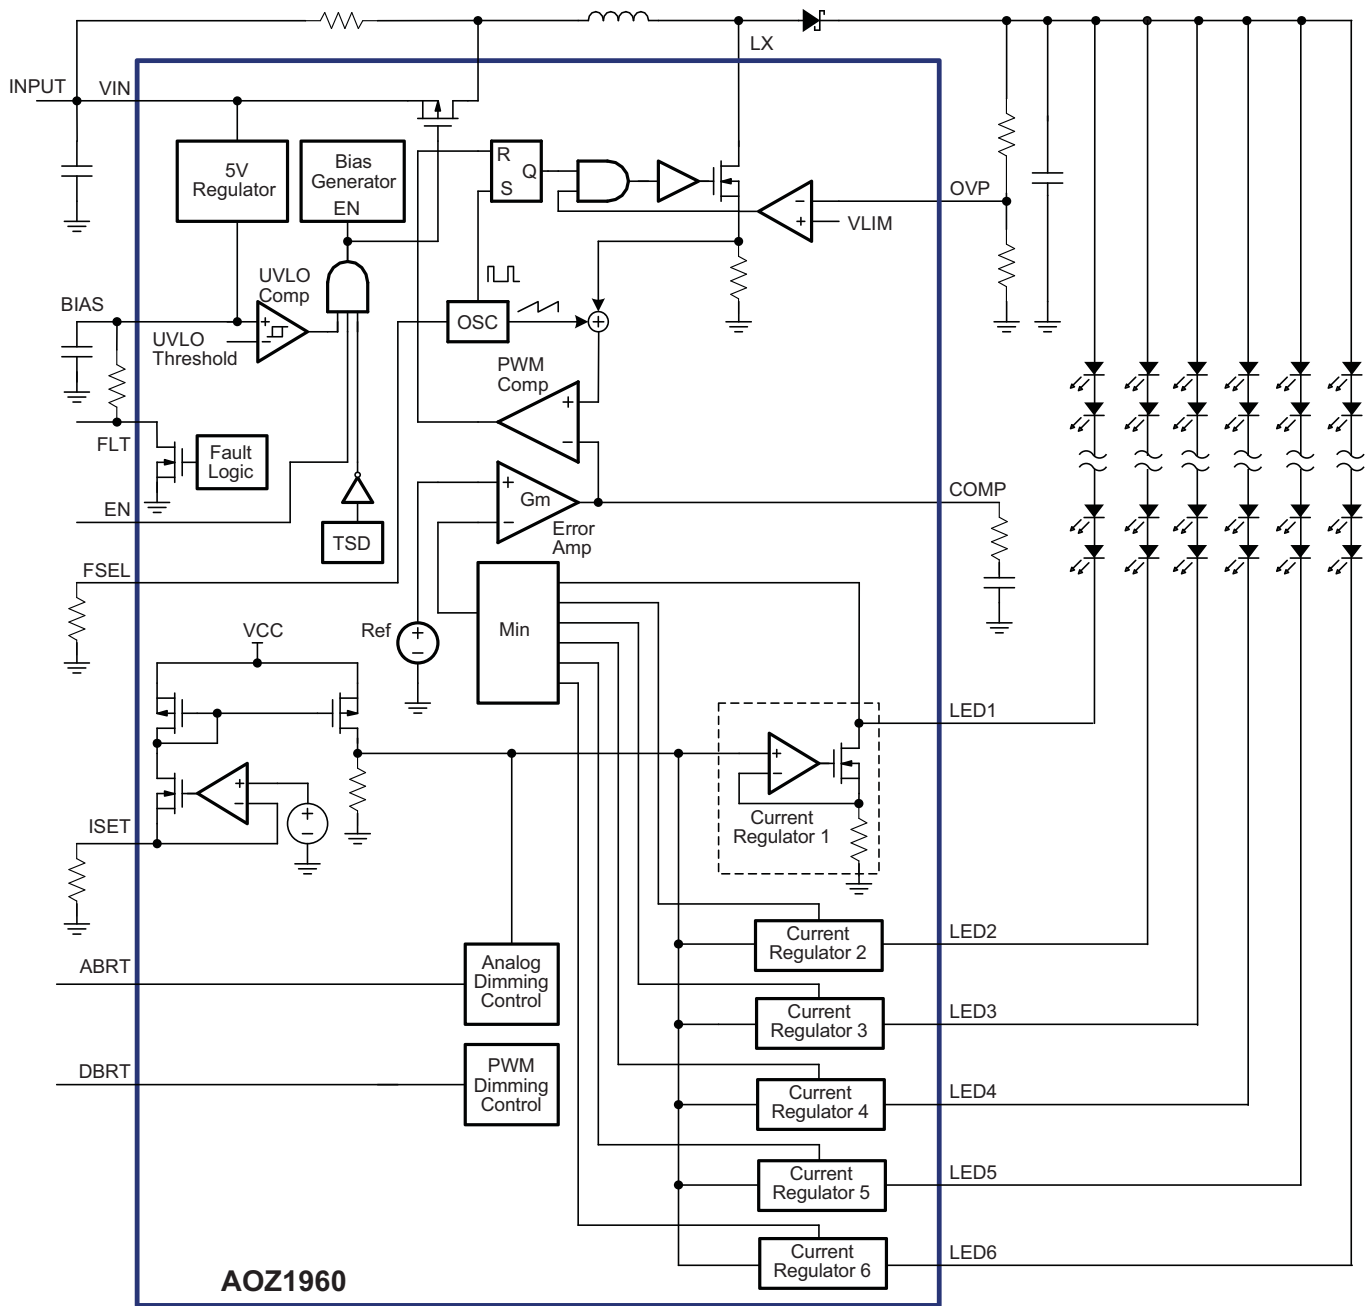 LX
INPUT
VIN
5V
Regulator
Bias
Generator
EN
R
S
Q
-
+
VLIM
OVP
BIAS
UVLO
Comp
UVLO
Threshold
+
-
OSC
+
PWM
Comp
+
-
FLT
Fault
Logic
EN
TSD
+
-
Gm
Error
Amp
COMP
FSEL
Min
Ref
+
-
VCC
LED1
+
-
Current
Regulator 1
ISET
+
-
+
-
ABRT
Analog
Dimming
Control
Current
Regulator 2
LED2
Current
Regulator 3
LED3
DBRT
PWM
Dimming
Control
Current
Regulator 4
LED4
Current
Regulator 5
LED5
Current
Regulator 6
LED6
AOZ1960